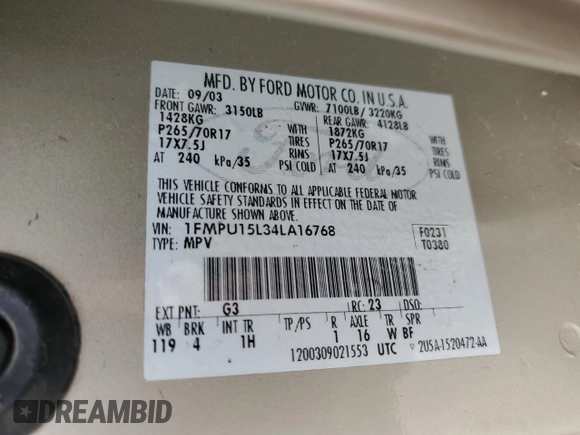 MFD. BY FORD MOTOR CO. IN U.S.A.
DATE: 09/03 GVWR: 7100LB/ 3220KG
FRONT GAWR: 3150LB REAR GAWR: 4128LB
1428KG WITH 1872KG WITH
P265/70R17 TIRES P265/70R17 TIRES
17X7.5J RIMS 17X7.5J RIMS
AT 240 kPa/35 PSI COLD AT 240 kPa/35 PSI COLD
THIS VEHICLE CONFORMS TO ALL APPLICABLE FEDERAL MOTOR
VEHICLE SAFETY STANDARDS IN EFFECT ON THE DATE OF
MANUFACTURE SHOWN ABOVE.
VIN: 1FMPU15L34LA16768 F0231
TYPE: MPV T0380
EXT PNT: G3 RC: 23 DSO:
WB BRK INT TR TP/PS R AXLE TR SPR
119 4 1H 1 16 W BF
1200309021553 UTC 2U5A-1520472-AA
Ford
DREAMBID